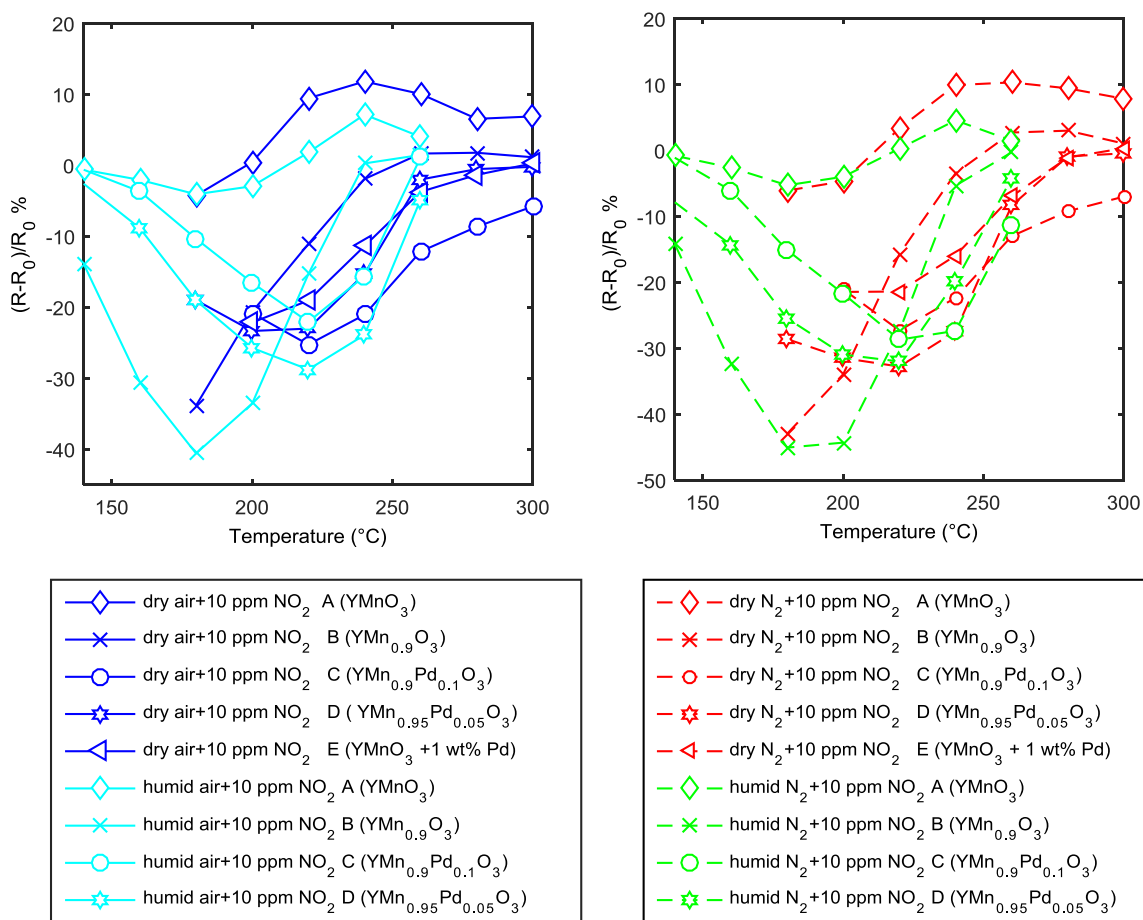 20
10
0
-10
-20
-30
-40
(R-R₀)/R₀ %
150 200 250 300
Temperature (°C)
20
10
0
-10
-20
-30
-40
-50
(R-R₀)/R₀ %
150 200 250 300
Temperature (°C)
dry air+10 ppm NO₂ A (YMnO₃)
dry air+10 ppm NO₂ B (YMn₀.₉O₃)
dry air+10 ppm NO₂ C (YMn₀.₉Pd₀.₁O₃)
dry air+10 ppm NO₂ D ( YMn₀.₉₅Pd₀.₀₅O₃)
dry air+10 ppm NO₂ E (YMnO₃ +1 wt% Pd)
humid air+10 ppm NO₂ A (YMnO₃)
humid air+10 ppm NO₂ B (YMn₀.₉O₃)
humid air+10 ppm NO₂ C (YMn₀.₉Pd₀.₁O₃)
humid air+10 ppm NO₂ D (YMn₀.₉₅Pd₀.₀₅O₃)
dry N₂+10 ppm NO₂ A (YMnO₃)
dry N₂+10 ppm NO₂ B (YMn₀.₉O₃)
dry N₂+10 ppm NO₂ C (YMn₀.₉Pd₀.₁O₃)
dry N₂+10 ppm NO₂ D (YMn₀.₉₅Pd₀.₀₅O₃)
dry N₂+10 ppm NO₂ E (YMnO₃ + 1 wt% Pd)
humid N₂+10 ppm NO₂ A (YMnO₃)
humid N₂+10 ppm NO₂ B (YMn₀.₉O₃)
humid N₂+10 ppm NO₂ C (YMn₀.₉Pd₀.₁O₃)
humid N₂+10 ppm NO₂ D (YMn₀.₉₅Pd₀.₀₅O₃)